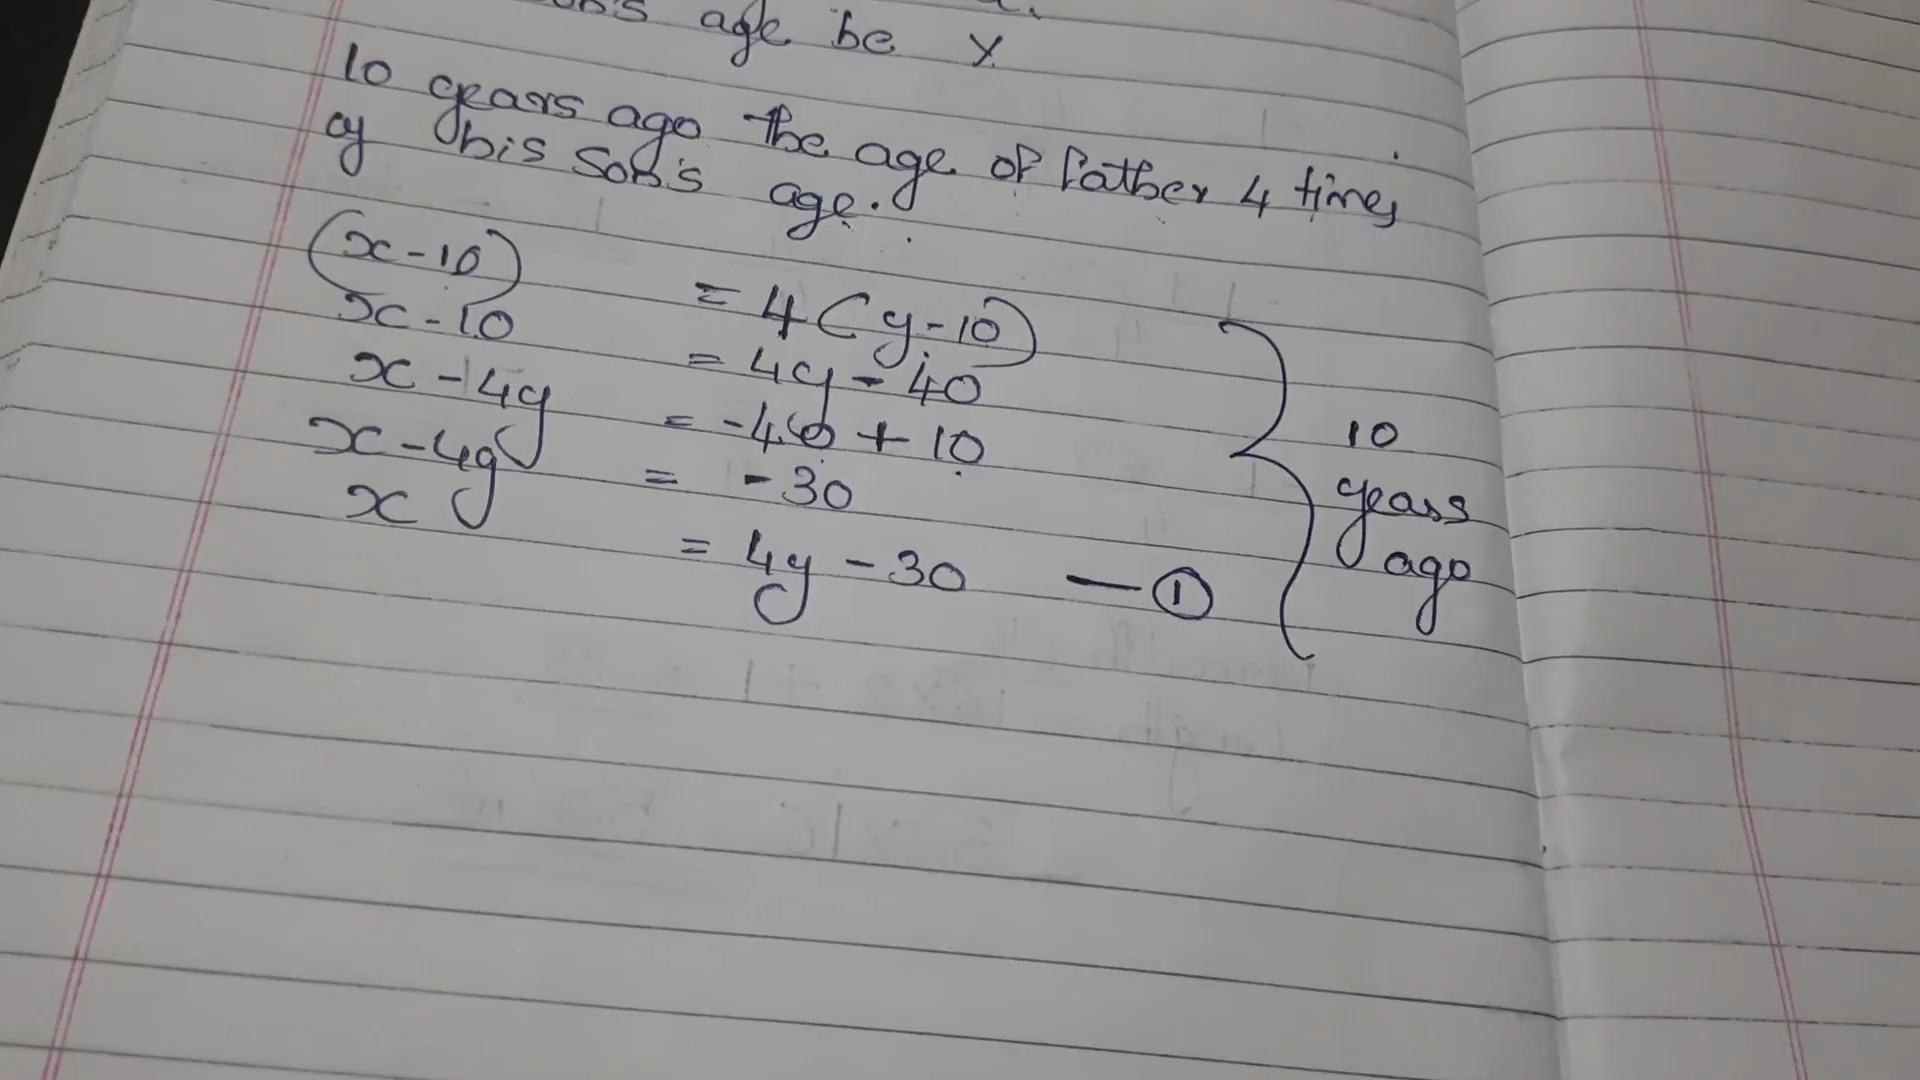 age be y
10 years ago the age of father 4 times
of his son's age.
(x-10) = 4(y-10)
x-10 = 4y-40
x-4y = -40+10
x-4y = -30
x = 4y-30 —①
10
years
ago